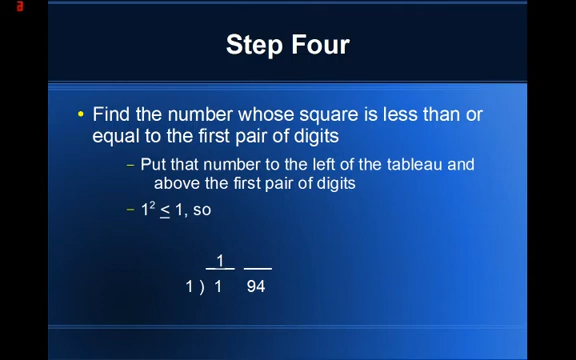 Step Four
• Find the number whose square is less than or
equal to the first pair of digits
– Put that number to the left of the tableau and
above the first pair of digits
– 1² ≤ 1, so
1
1 ) 1 94